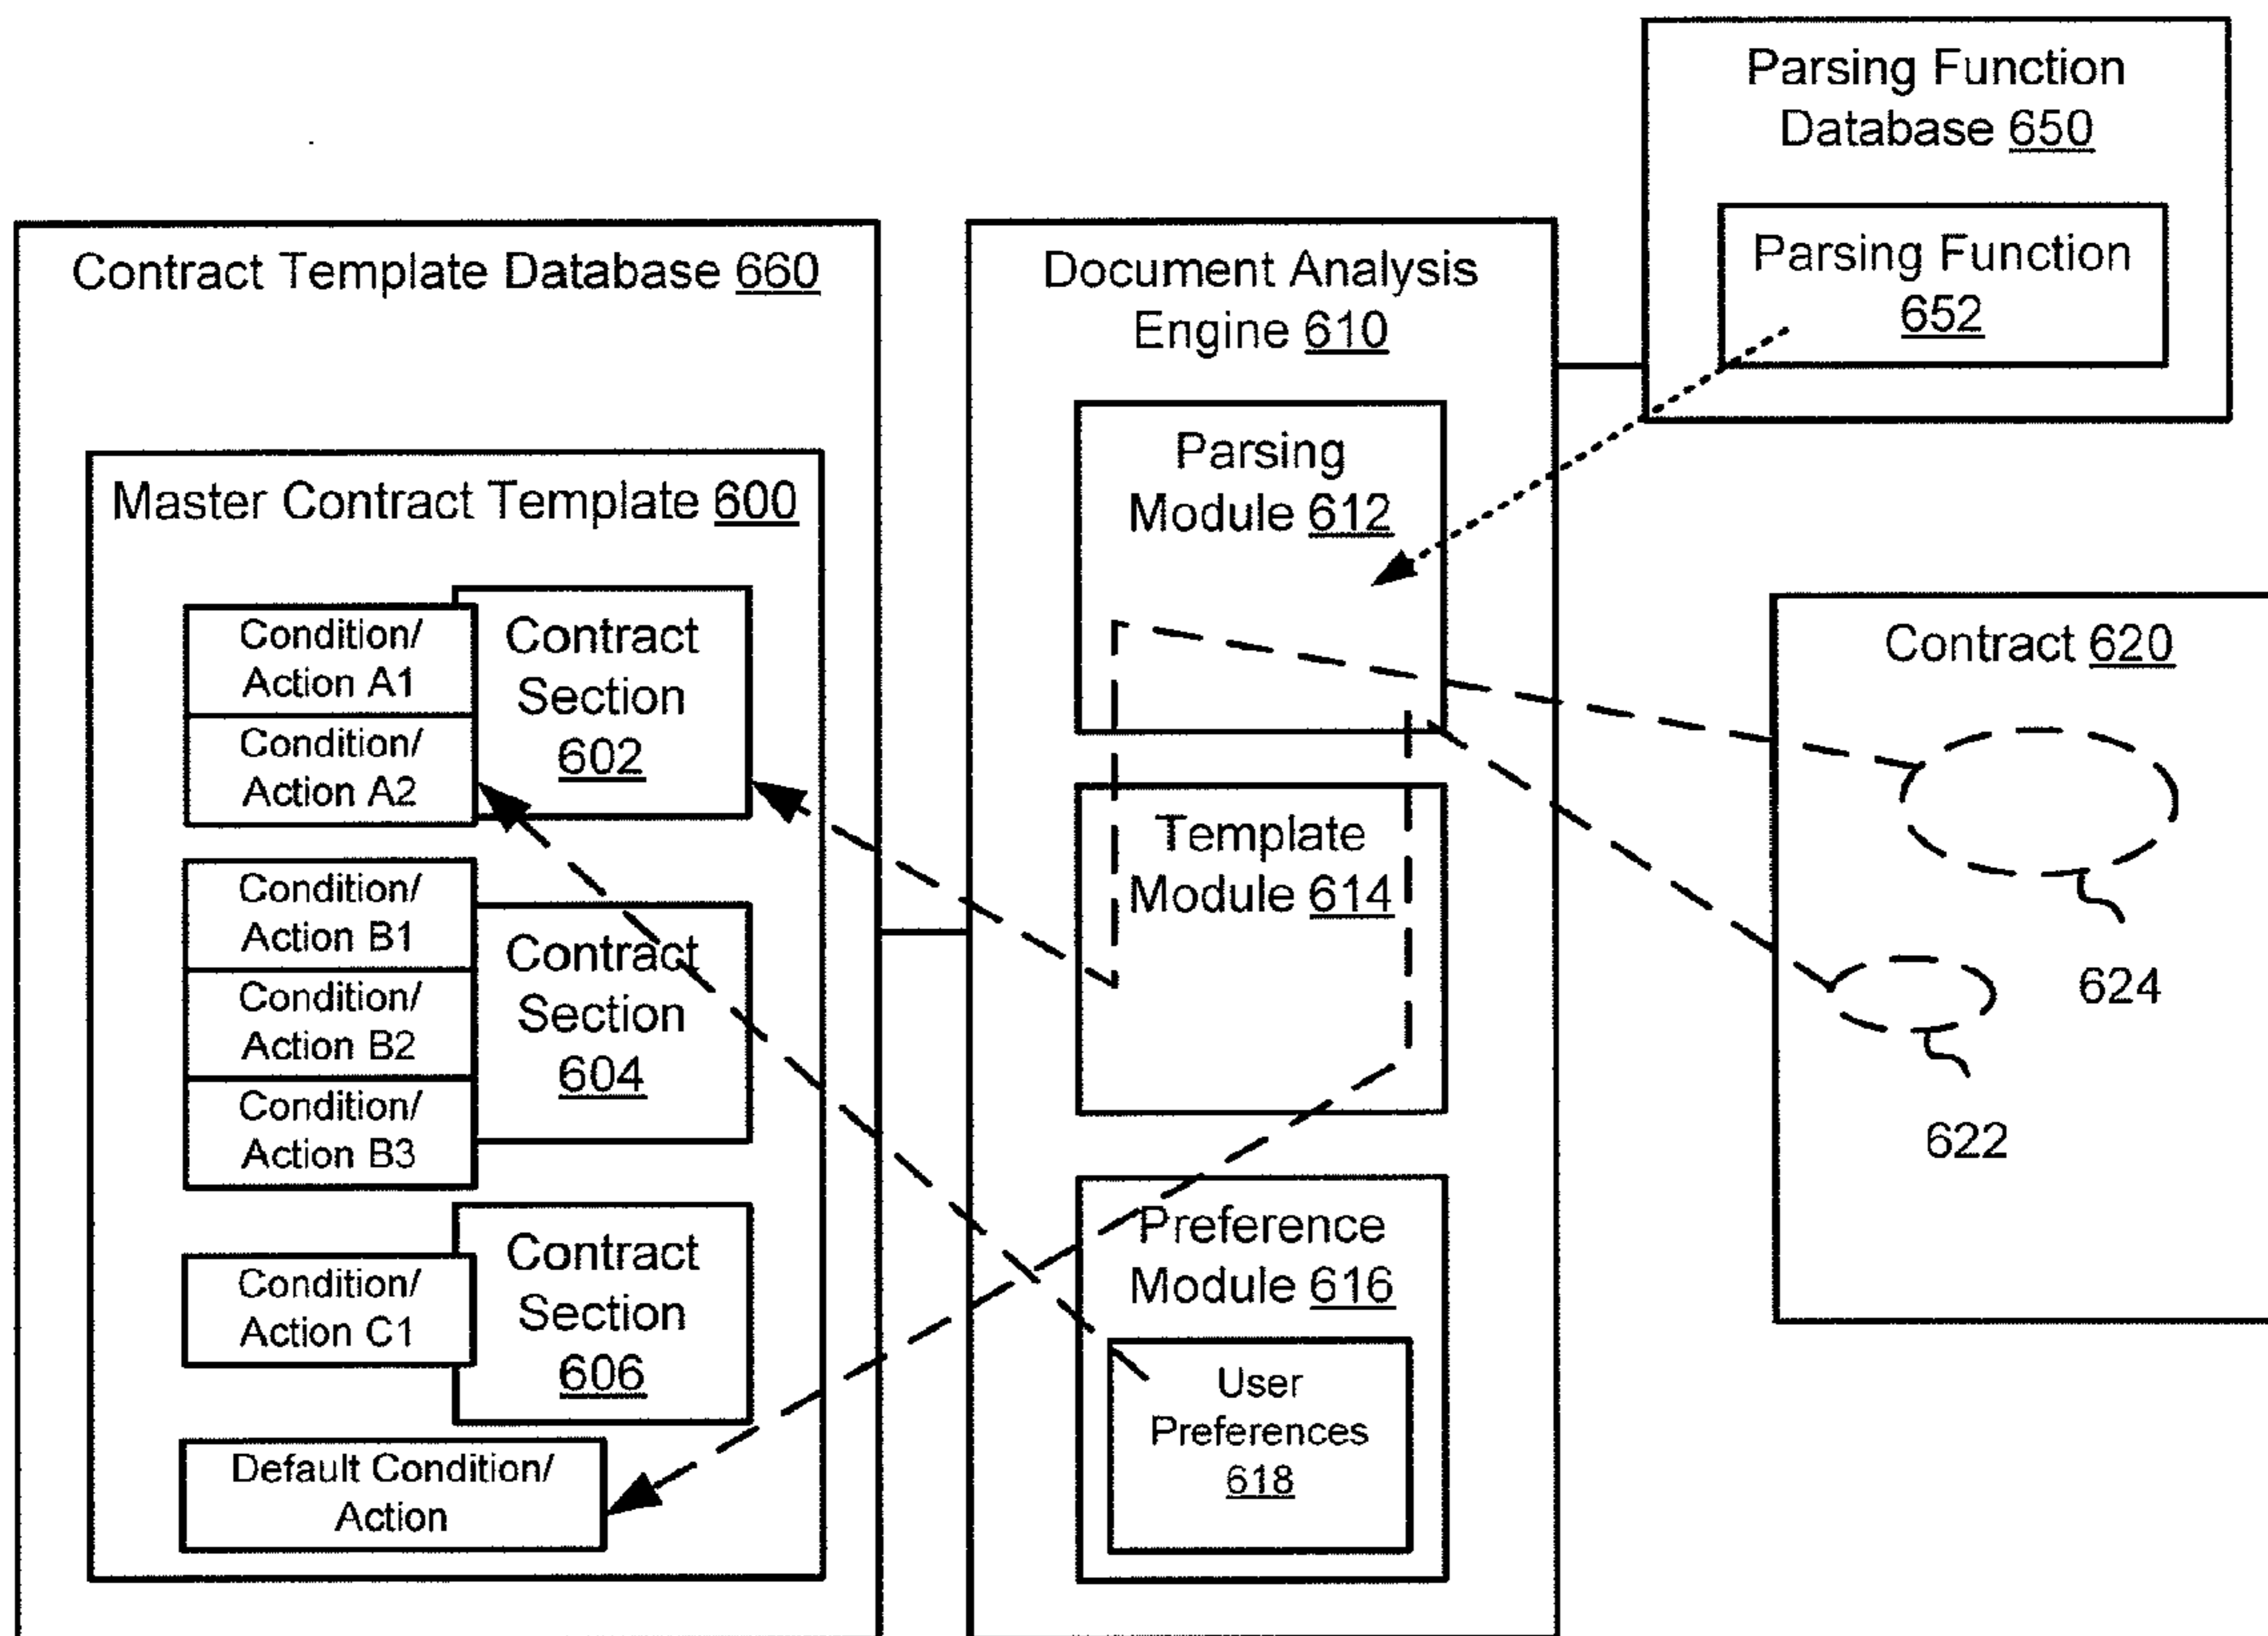 Parsing Function
Database 650
Parsing Function
652
Contract Template Database 660
Master Contract Template 600
Condition/
Action A1
Condition/
Action A2
Contract
Section
602
Condition/
Action B1
Condition/
Action B2
Condition/
Action B3
Contract
Section
604
Condition/
Action C1
Contract
Section
606
Default Condition/
Action
Document Analysis
Engine 610
Parsing
Module 612
Template
Module 614
Preference
Module 616
User
Preferences
618
Contract 620
624
622